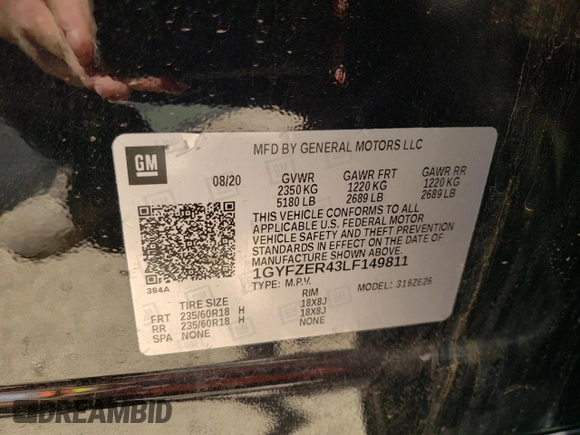 GM
MFD BY GENERAL MOTORS LLC
08/20
GVWR GAWR FRT GAWR RR
2350 KG 1220 KG 1220 KG
5180 LB 2689 LB 2689 LB
THIS VEHICLE CONFORMS TO ALL
APPLICABLE U.S. FEDERAL MOTOR
VEHICLE SAFETY AND THEFT PREVENTION
STANDARDS IN EFFECT ON THE DATE OF
MANUFACTURE SHOWN ABOVE.
1GYFZER43LF149811
384A
TYPE: M.P.V. MODEL: 316ZE26
TIRE SIZE RIM
FRT 235/60R18 H 18X8J
RR 235/60R18 H 18X8J
SPA NONE NONE
DREAMBID